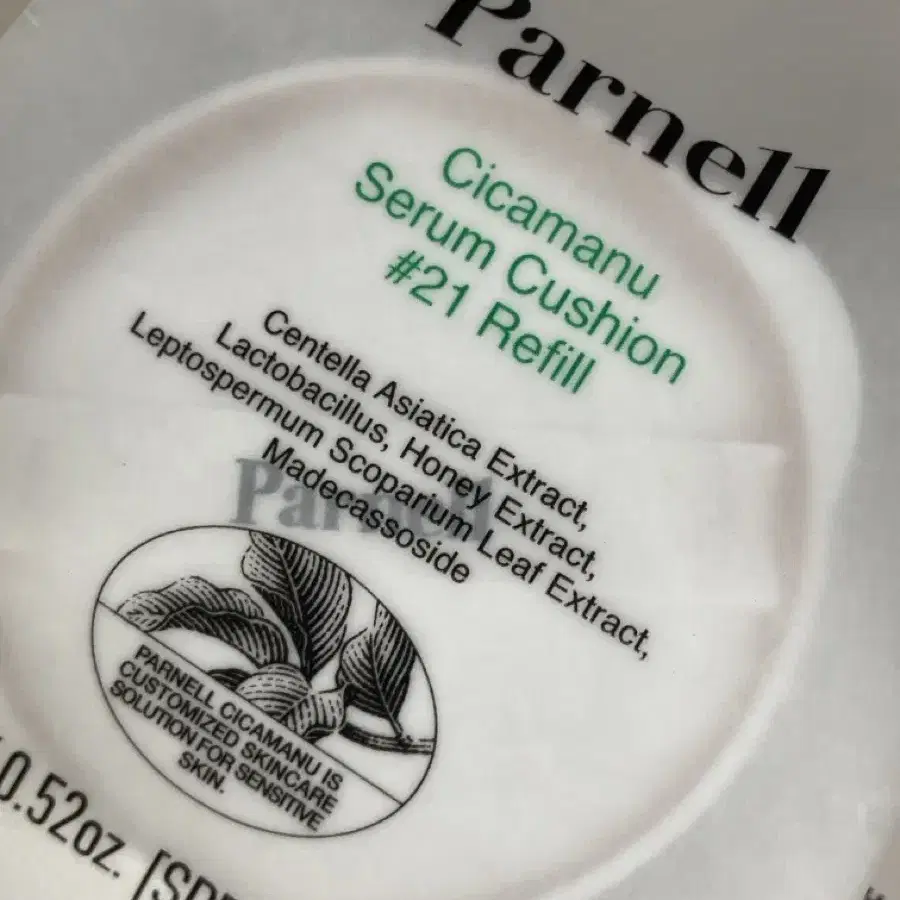 Parnell
Cicamanu
Serum Cushion
#21 Refill
Centella Asiatica Extract,
Lactobacillus, Honey Extract,
Leptospermum Scoparium Leaf Extract,
Madecassoside
Parnell
PARNELL CICAMANU IS
CUSTOMIZED SKINCARE
SOLUTION FOR SENSITIVE
SKIN.
0.52oz.